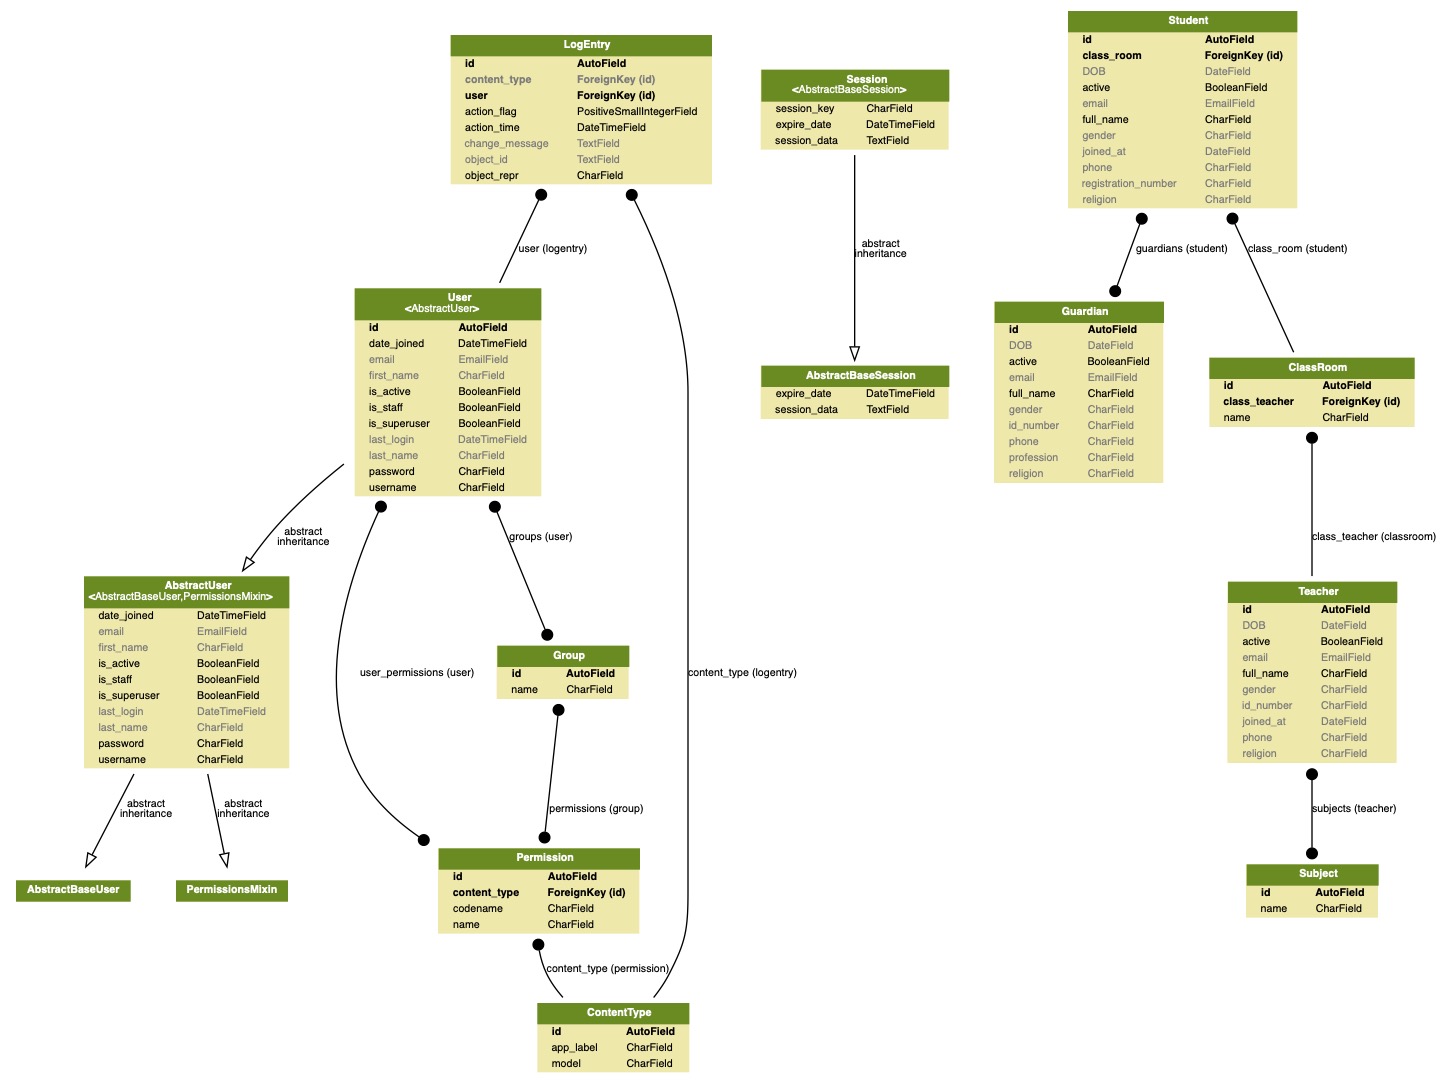 LogEntry
id AutoField
content_type ForeignKey (id)
user ForeignKey (id)
action_flag PositiveSmallIntegerField
action_time DateTimeField
change_message TextField
object_id TextField
object_repr CharField
user (logentry)
User
<AbstractUser>
id AutoField
date_joined DateTimeField
email EmailField
first_name CharField
is_active BooleanField
is_staff BooleanField
is_superuser BooleanField
last_login DateTimeField
last_name CharField
password CharField
username CharField
abstract
inheritance
groups (user)
AbstractUser
<AbstractBaseUser,PermissionsMixin>
date_joined DateTimeField
email EmailField
first_name CharField
is_active BooleanField
is_staff BooleanField
is_superuser BooleanField
last_login DateTimeField
last_name CharField
password CharField
username CharField
abstract
inheritance
abstract
inheritance
AbstractBaseUser
PermissionsMixin
user_permissions (user)
Group
id AutoField
name CharField
content_type (logentry)
permissions (group)
Permission
id AutoField
content_type ForeignKey (id)
codename CharField
name CharField
content_type (permission)
ContentType
id AutoField
app_label CharField
model CharField
Session
<AbstractBaseSession>
session_key CharField
expire_date DateTimeField
session_data TextField
abstract
inheritance
AbstractBaseSession
expire_date DateTimeField
session_data TextField
Student
id AutoField
class_room ForeignKey (id)
DOB DateField
active BooleanField
email EmailField
full_name CharField
gender CharField
joined_at DateField
phone CharField
registration_number CharField
religion CharField
guardians (student)
class_room (student)
Guardian
id AutoField
DOB DateField
active BooleanField
email EmailField
full_name CharField
gender CharField
id_number CharField
phone CharField
profession CharField
religion CharField
ClassRoom
id AutoField
class_teacher ForeignKey (id)
name CharField
class_teacher (classroom)
Teacher
id AutoField
DOB DateField
active BooleanField
email EmailField
full_name CharField
gender CharField
id_number CharField
joined_at DateField
phone CharField
religion CharField
subjects (teacher)
Subject
id AutoField
name CharField